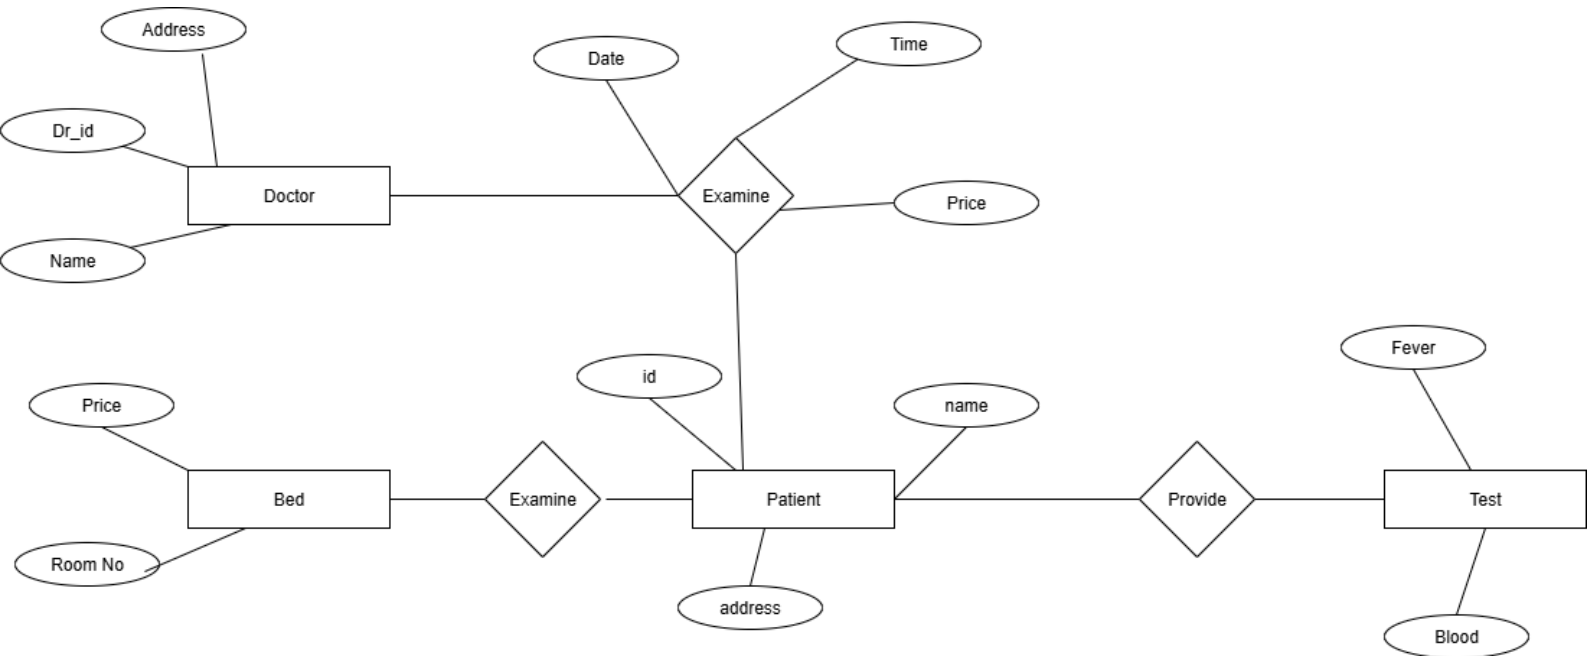 Address
Date
Time
Dr_id
Doctor
Examine
Price
Name
id
Fever
Price
name
Bed
Examine
Patient
Provide
Test
Room No
address
Blood